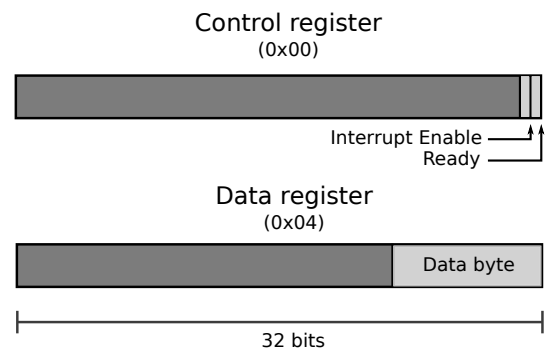 Control register
(0x00)
Interrupt Enable
Ready
Data register
(0x04)
Data byte
32 bits